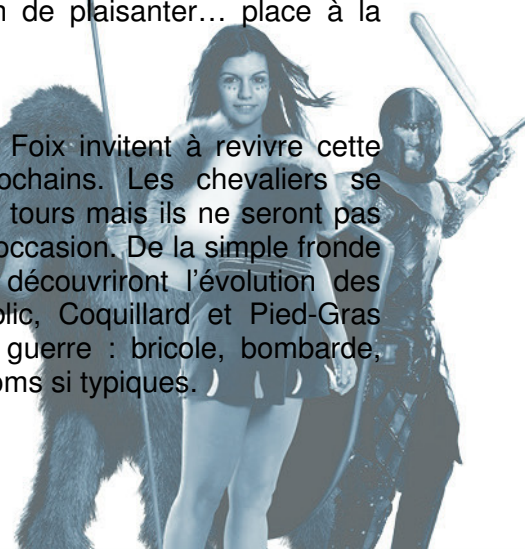 n de plaisanter… place à la
Foix invitent à revivre cette
ochains. Les chevaliers se
tours mais ils ne seront pas
occasion. De la simple fronde
découvriront l'évolution des
blic, Coquillard et Pied-Gras
guerre : bricole, bombarde,
oms si typiques.